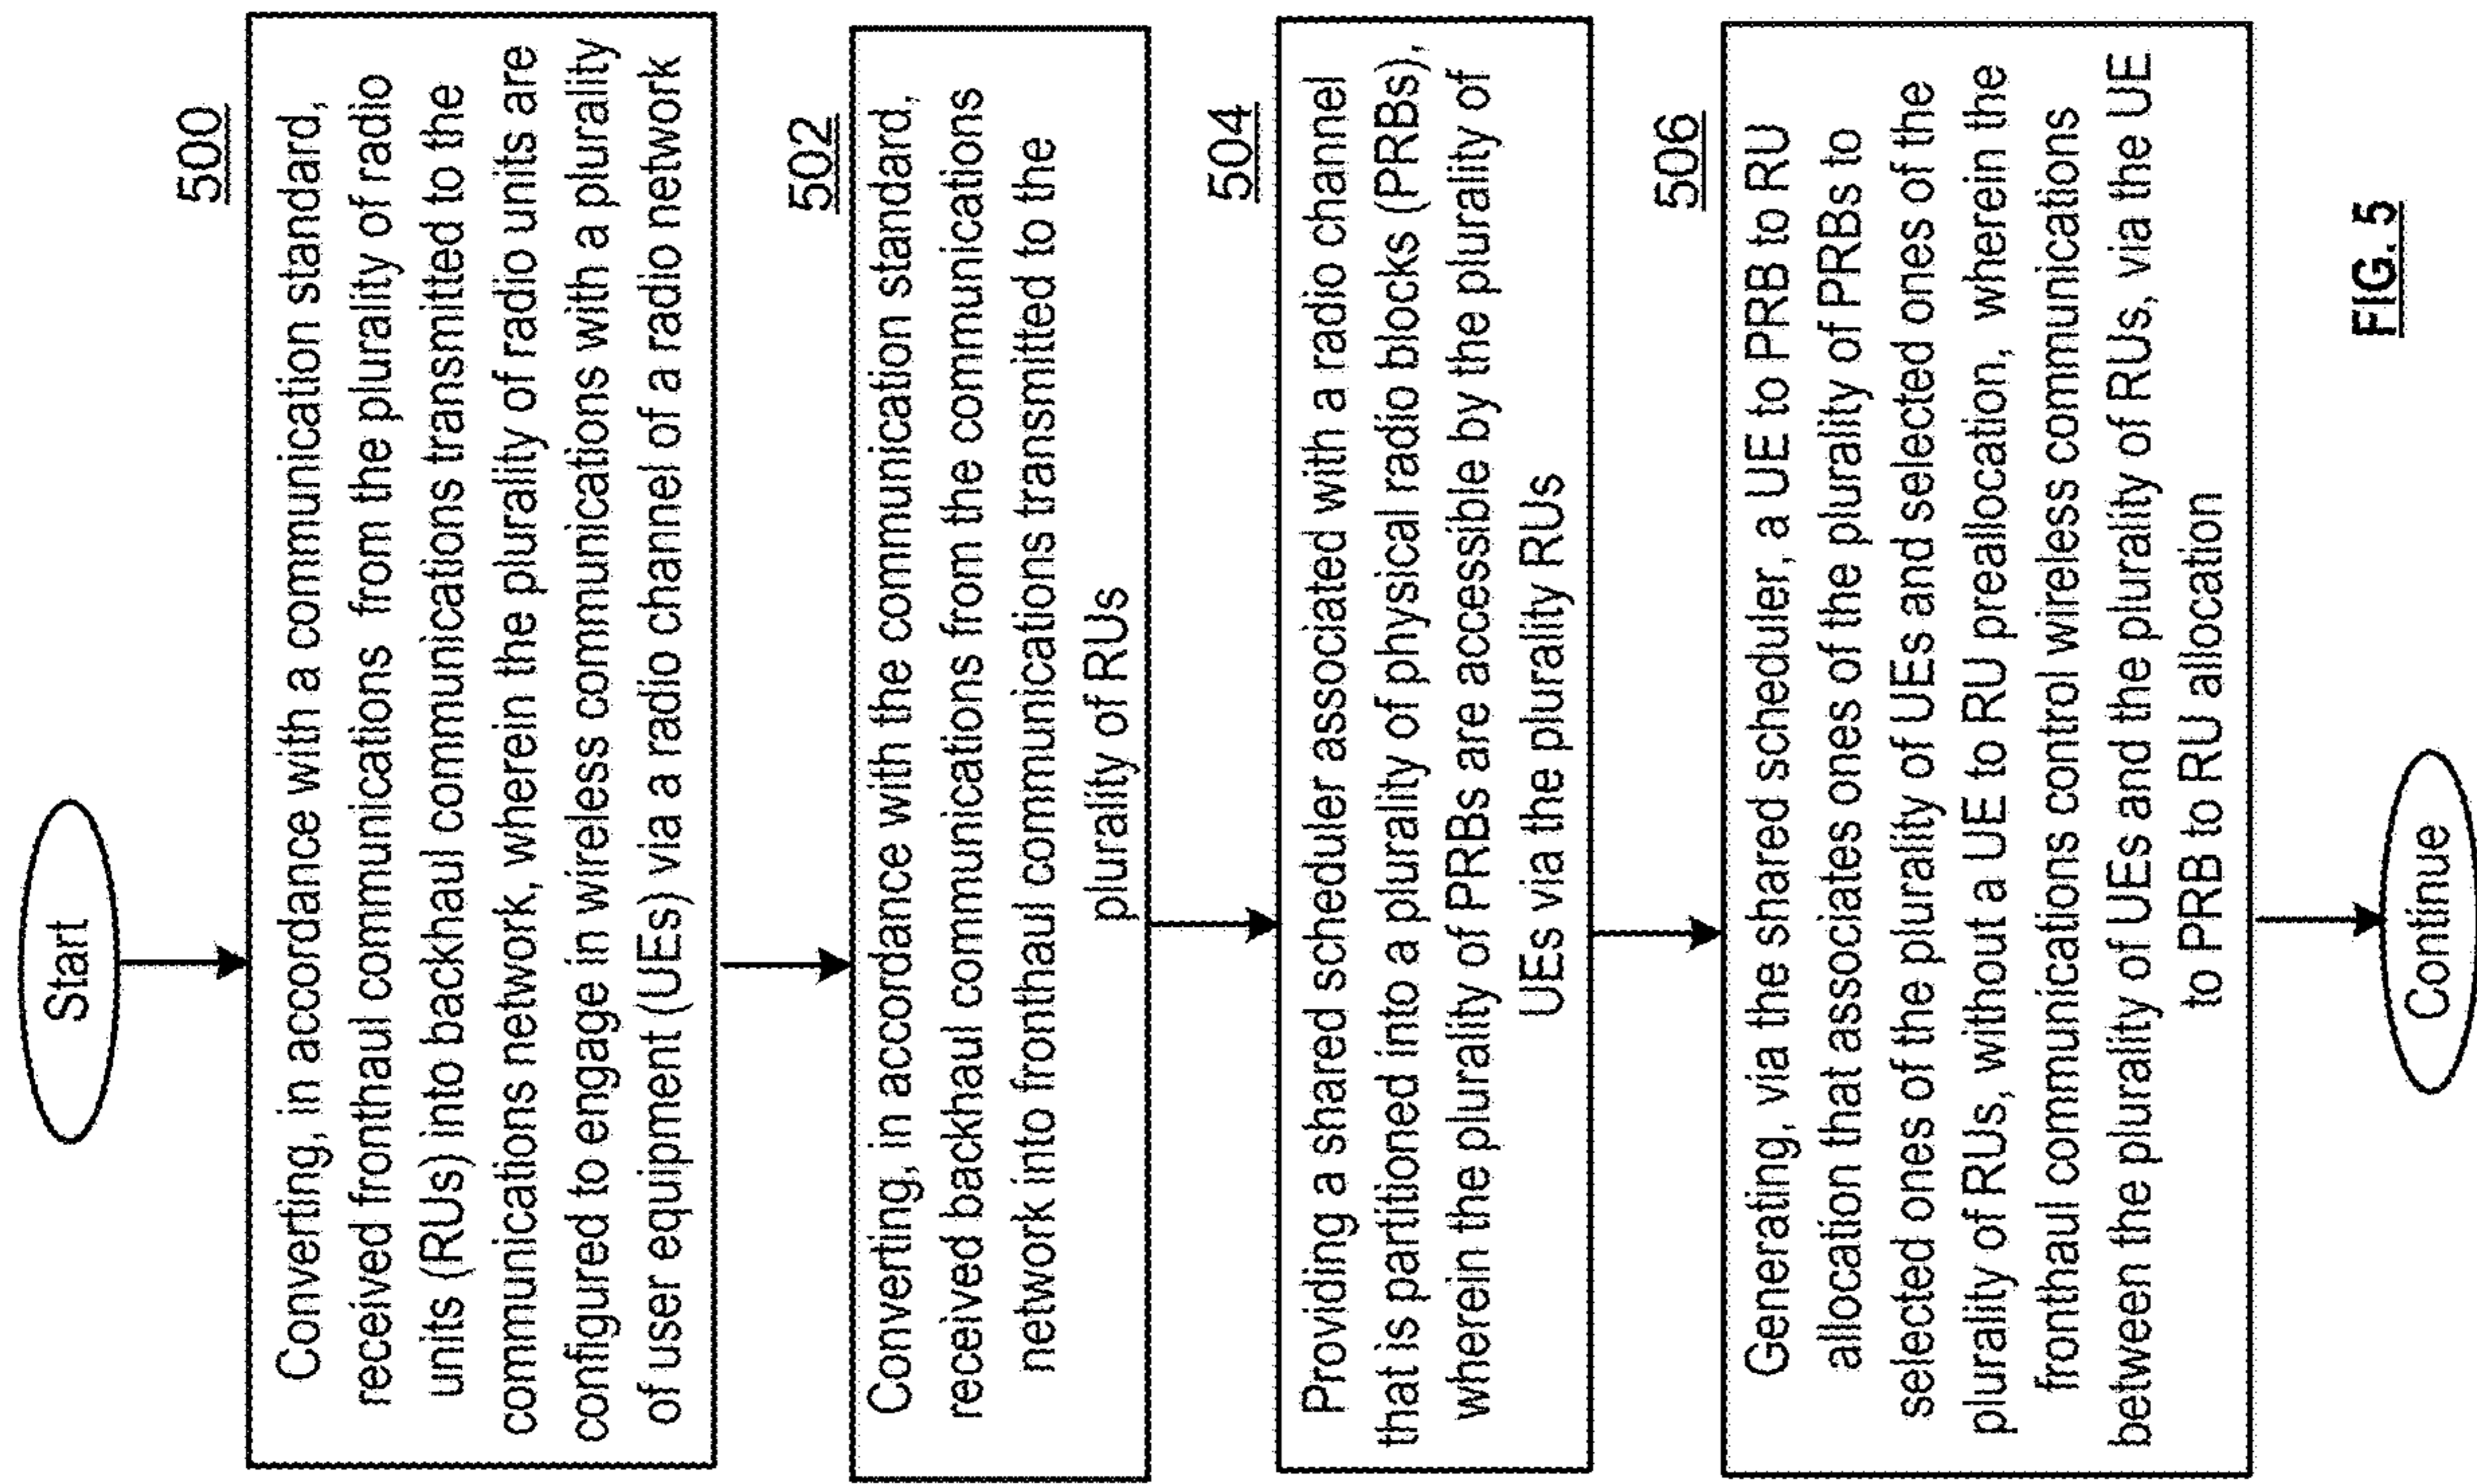 Start
500
Converting, in accordance with a communication standard,
received fronthaul communications from the plurality of radio
units (RUs) into backhaul communications transmitted to the
communications network, wherein the plurality of radio units are
configured to engage in wireless communications with a plurality
of user equipment (UEs) via a radio channel of a radio network
502
Converting, in accordance with the communication standard,
received backhaul communications from the communications
network into fronthaul communications transmitted to the
plurality of RUs
504
Providing a shared scheduler associated with a radio channel
that is partitioned into a plurality of physical radio blocks (PRBs),
wherein the plurality of PRBs are accessible by the plurality of
UEs via the plurality RUs
506
Generating, via the shared scheduler, a UE to PRB to RU
allocation that associates ones of the plurality of PRBs to
selected ones of the plurality of UEs and selected ones of the
plurality of RUs, without a UE to RU preallocation, wherein the
fronthaul communications control wireless communications
between the plurality of UEs and the plurality of RUs, via the UE
to PRB to RU allocation
Continue
FIG. 5